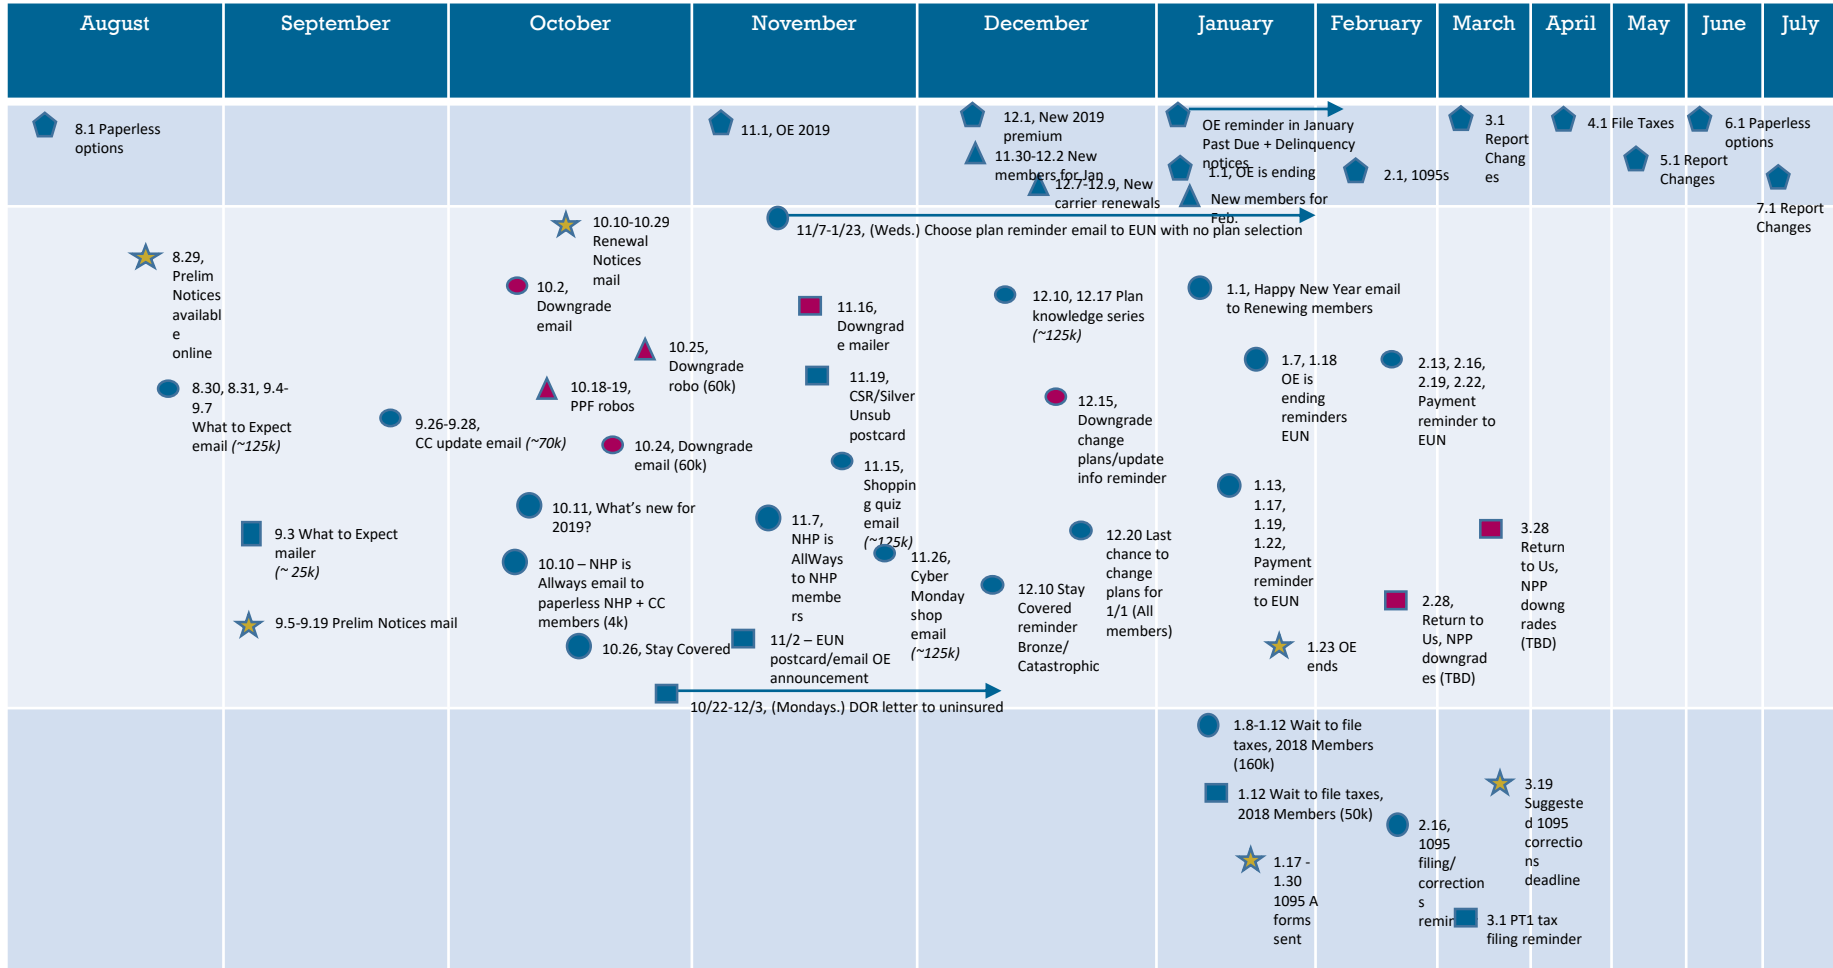 August
September
October
November
December
January
February
March
April
May
June
July
8.1 Paperless
options
11.1, OE 2019
12.1, New 2019
premium
11.30-12.2 New
members for Jan
12.7-12.9, New
carrier renewals
OE reminder in January
Past Due + Delinquency
notices
1.1, OE is ending
New members for
Feb.
2.1, 1095s
3.1
Report
Chang
es
4.1 File Taxes
5.1 Report
Changes
6.1 Paperless
options
7.1 Report
Changes
8.29,
Prelim
Notices
availabl
e
online
8.30, 8.31, 9.4-
9.7
What to Expect
email (~125k)
9.26-9.28,
CC update email (~70k)
9.3 What to Expect
mailer
(~ 25k)
9.5-9.19 Prelim Notices mail
10.10-10.29
Renewal
Notices
mail
10.2,
Downgrade
email
10.25,
Downgrade
robo (60k)
10.18-19,
PPF robos
10.24, Downgrade
email (60k)
10.11, What's new for
2019?
10.10 – NHP is
Allways email to
paperless NHP + CC
members (4k)
10.26, Stay Covered
10/22-12/3, (Mondays.) DOR letter to uninsured
11/7-1/23, (Weds.) Choose plan reminder email to EUN with no plan selection
11.16,
Downgrad
e mailer
11.19,
CSR/Silver
Unsub
postcard
11.15,
Shoppin
g quiz
email
(~125k)
11.7,
NHP is
AllWays
to NHP
membe
rs
11.26,
Cyber
Monday
shop
email
(~125k)
11/2 – EUN
postcard/email OE
announcement
12.10, 12.17 Plan
knowledge series
(~125k)
12.15,
Downgrade
change
plans/update
info reminder
12.20 Last
chance to
change
plans for
1/1 (All
members)
12.10 Stay
Covered
reminder
Bronze/
Catastrophic
1.1, Happy New Year email
to Renewing members
1.7, 1.18
OE is
ending
reminders
EUN
1.13,
1.17,
1.19,
1.22,
Payment
reminder
to EUN
1.23 OE
ends
2.13, 2.16,
2.19, 2.22,
Payment
reminder to
EUN
2.28,
Return to
Us, NPP
downgrad
es (TBD)
3.28
Return
to Us,
NPP
downg
rades
(TBD)
1.8-1.12 Wait to file
taxes, 2018 Members
(160k)
1.12 Wait to file taxes,
2018 Members (50k)
1.17 -
1.30
1095 A
forms
sent
2.16,
1095
filing/
correction
s
3.19
Suggeste
d 1095
correctio
ns
deadline
3.1 PT1 tax
filing reminder